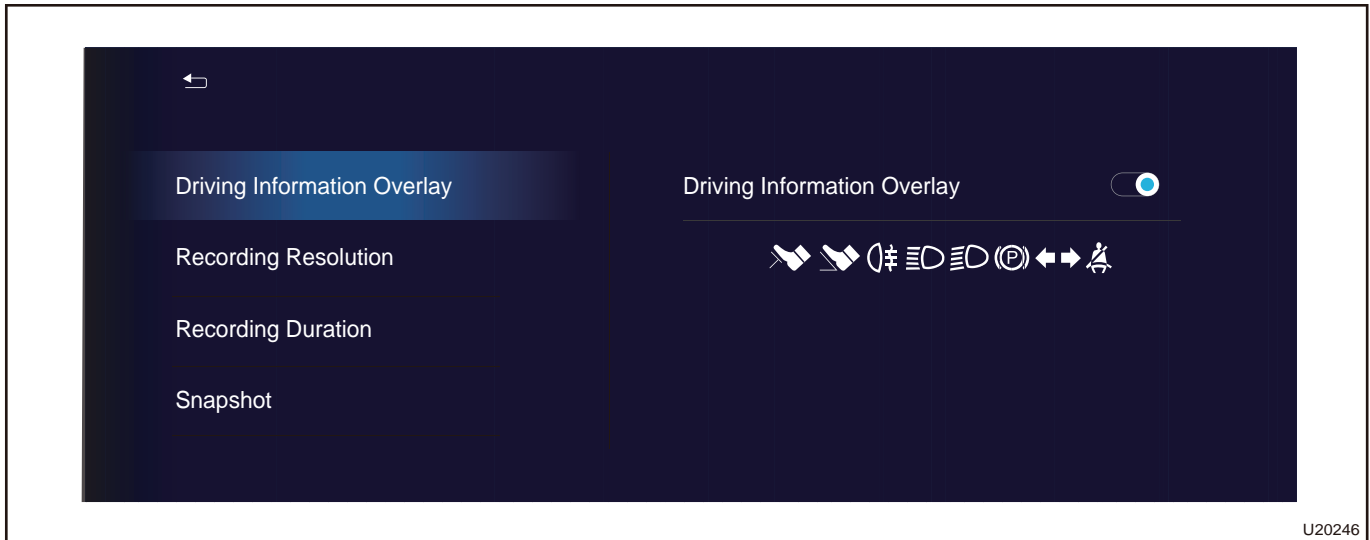 Driving Information Overlay
Driving Information Overlay
Recording Resolution
Recording Duration
Snapshot
U20246